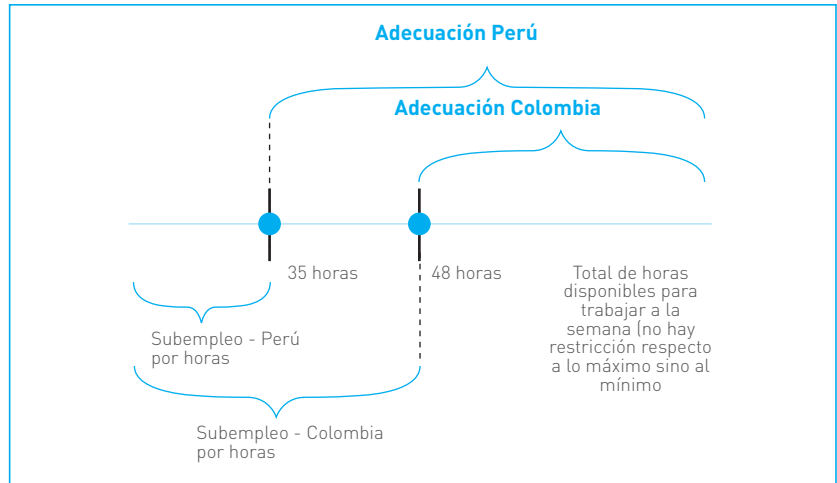 Adecuación Perú
Adecuación Colombia
35 horas
48 horas
Total de horas
disponibles para
trabajar a la
semana (no hay
restricción respecto
a lo máximo sino al
mínimo
Subempleo - Perú
por horas
Subempleo - Colombia
por horas